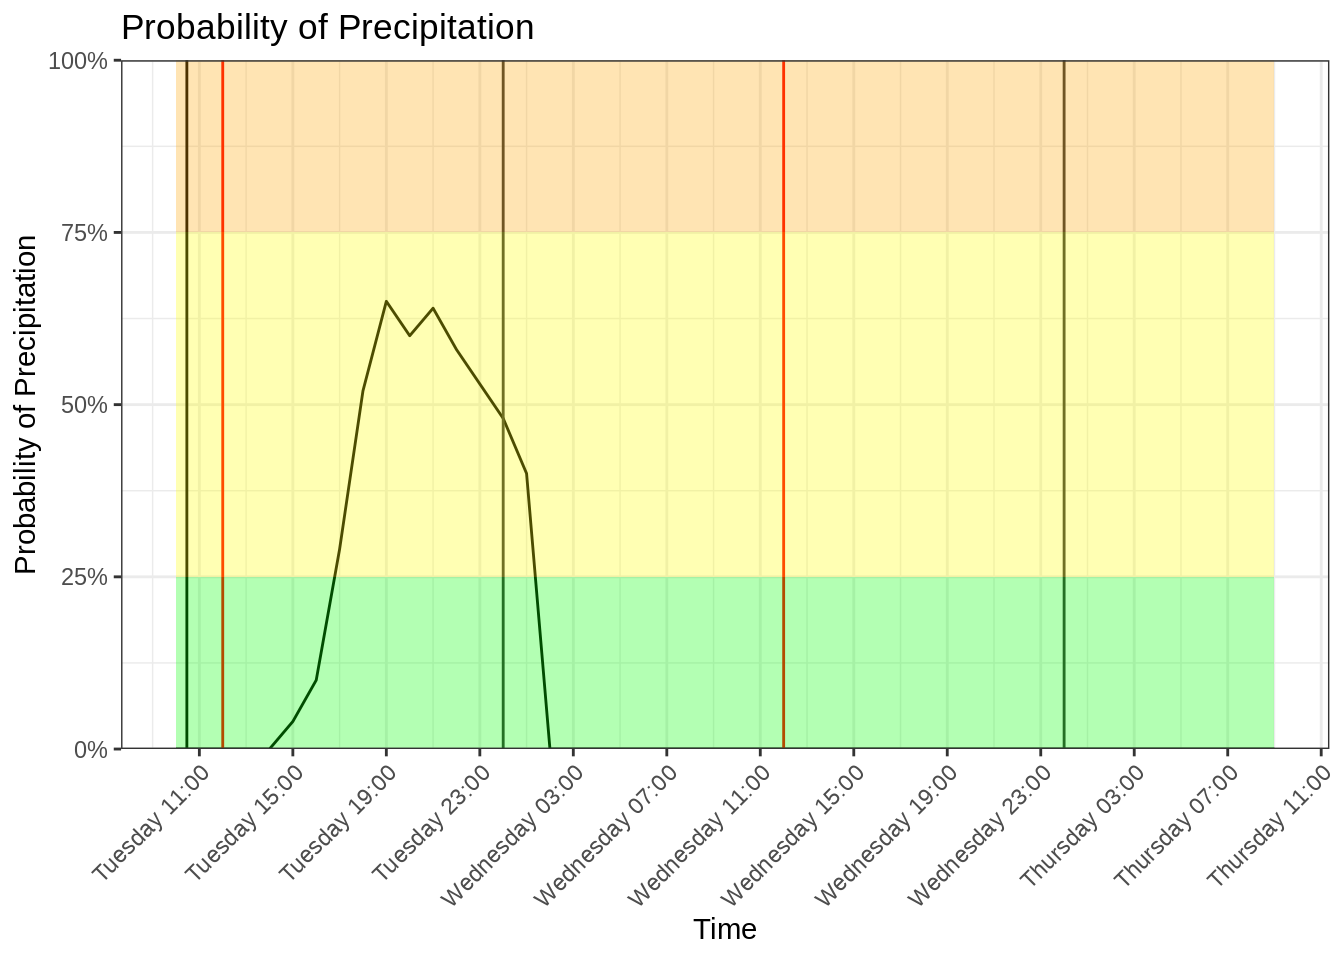 Probability of Precipitation
Probability of Precipitation
100%
75%
50%
25%
0%
Tuesday 11:00
Tuesday 15:00
Tuesday 19:00
Tuesday 23:00
Wednesday 03:00
Wednesday 07:00
Wednesday 11:00
Wednesday 15:00
Wednesday 19:00
Wednesday 23:00
Thursday 03:00
Thursday 07:00
Thursday 11:00
Time